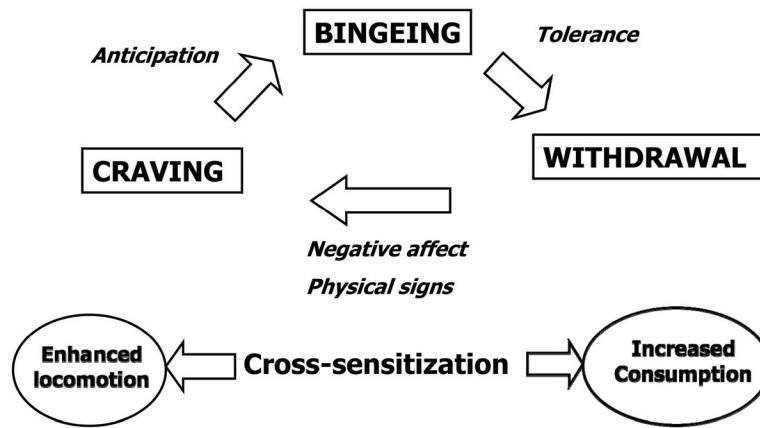 BINGEING
Anticipation
Tolerance
CRAVING
WITHDRAWAL
Negative affect
Physical signs
Enhanced
locomotion
Cross-sensitization
Increased
Consumption